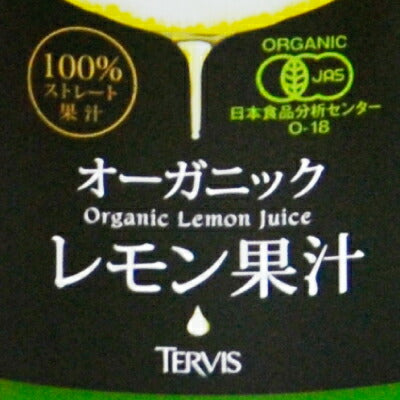 100%
ストレート
果汁
ORGANIC
JAS
日本食品分析センター
O-18
オーガニック
Organic Lemon Juice
レモン果汁
TERVIS